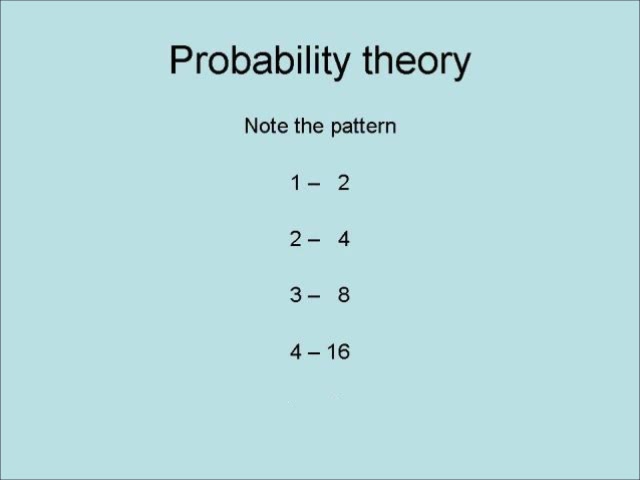 Probability theory
Note the pattern
1 – 2
2 – 4
3 – 8
4 – 16